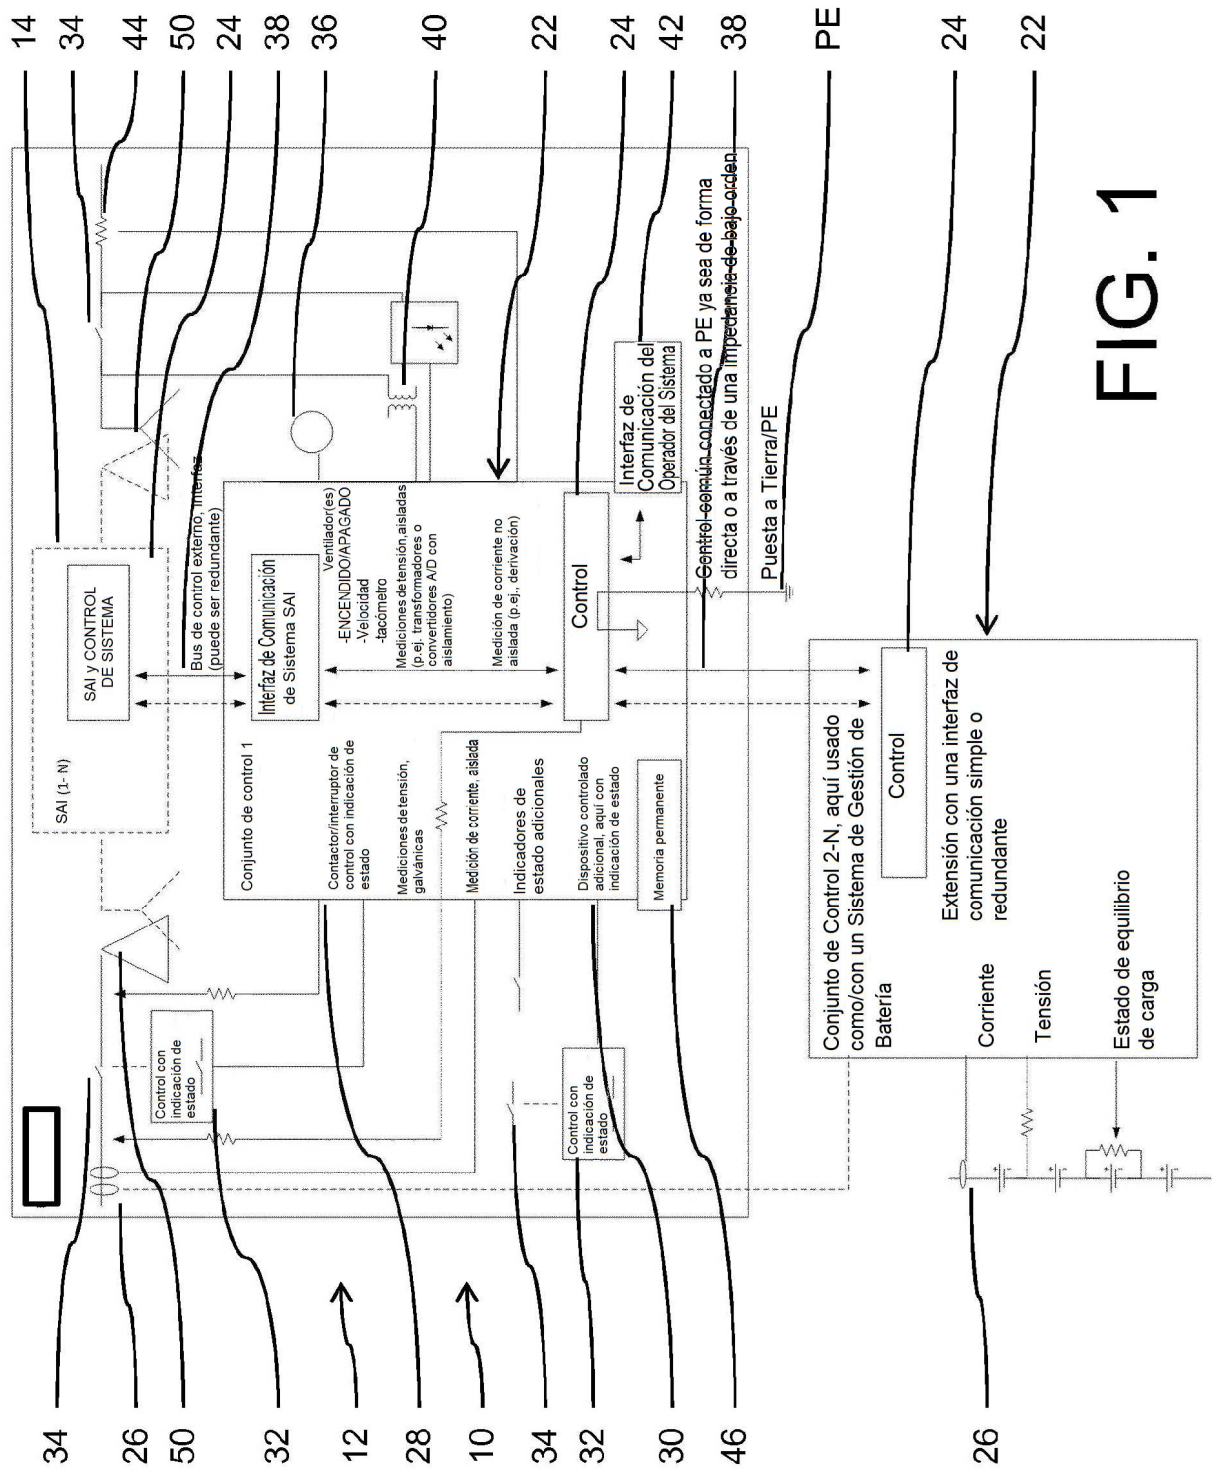 14
34
44
50
24
38
36
40
22
24
42
38
PE
24
22
SAI (1- N)
SAI y CONTROL
DE SISTEMA
Bus de control externo, interfaz
(puede ser redundante)
Conjunto de control 1
Interfaz de Comunicación
de Sistema SAI
Contactor/interruptor de
control con indicación de
estado
Ventilador(es)
-ENCENDIDO/APAGADO
-Velocidad
-tacómetro
Mediciones de tensión,
galvánicas
Mediciones de tensión, aisladas
(p.ej. transformadores o
convertidores A/D con
aislamiento)
Medición de corriente, aislada
Medición de corriente no
aislada (p.ej., derivación)
Indicadores de
estado adicionales
Dispositivo controlado
adicional, aquí con
indicación de estado
Control
Memoria permanente
Interfaz de
Comunicación del
Operador del Sistema
Control con
indicación de
estado
Control con
indicación de
estado
Control común conectado a PE ya sea de forma
directa o a través de una impedancia de bajo orden
Puesta a Tierra/PE
Conjunto de Control 2-N, aquí usado
como/con un Sistema de Gestión de
Batería
Control
Extensión con una interfaz de
comunicación simple o
redundante
Corriente
Tensión
Estado de equilibrio
de carga
34
26
50
32
12
28
10
34
32
30
46
26
FIG. 1